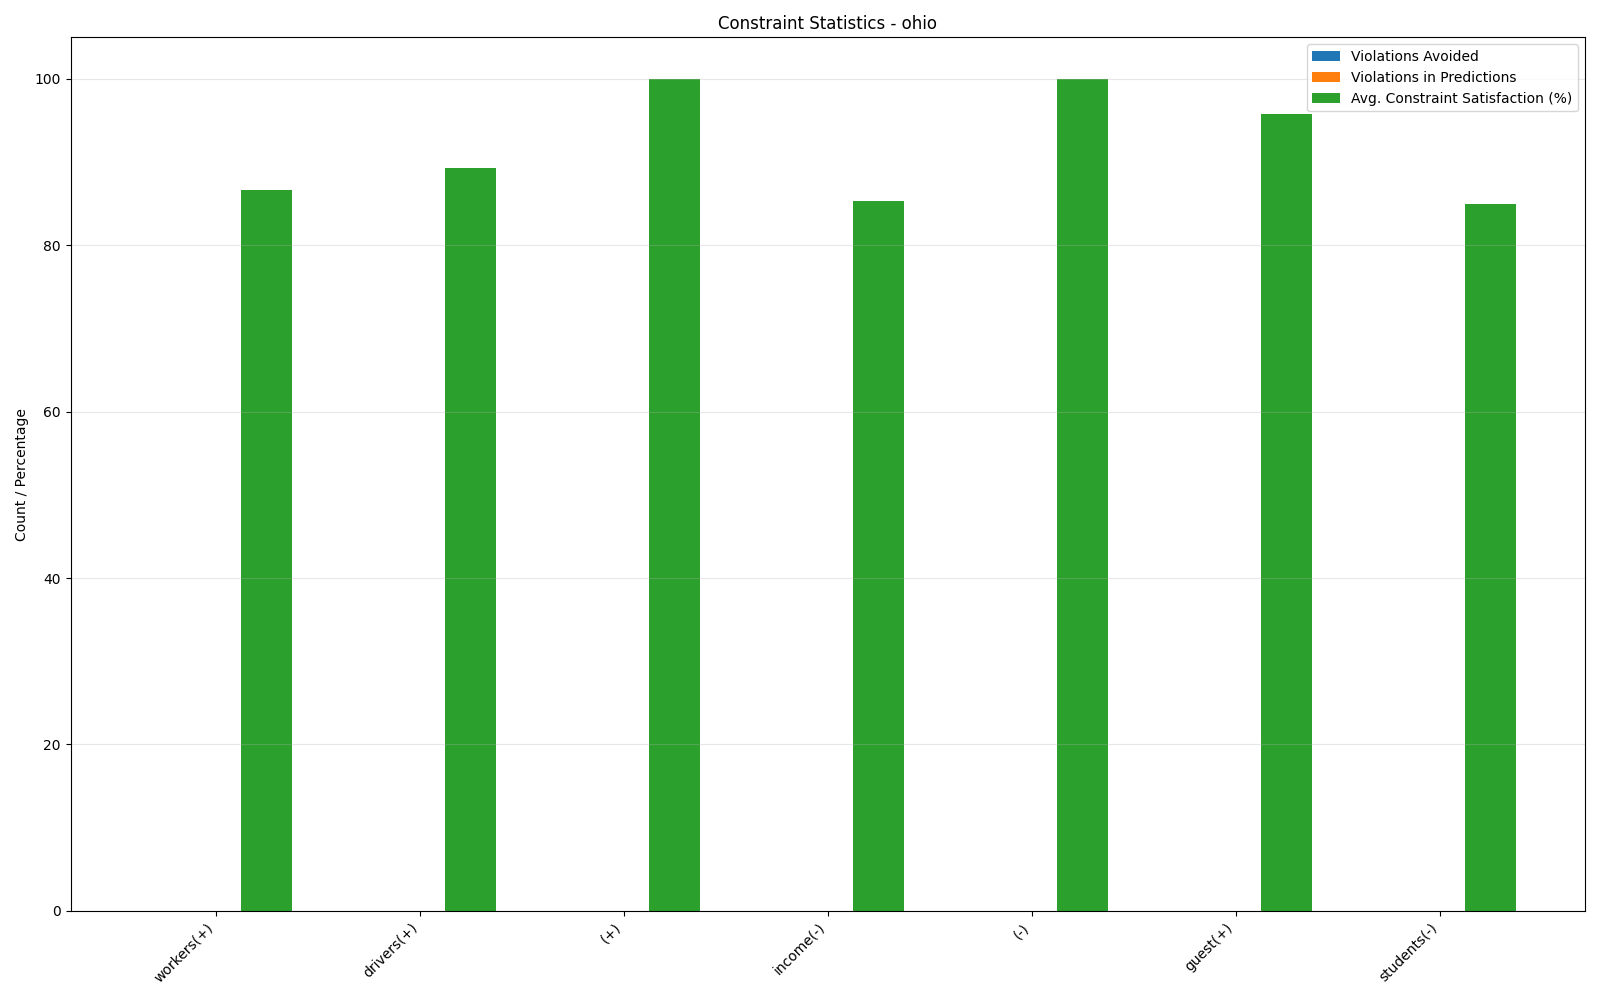 Constraint Statistics - ohio
Violations Avoided
Violations in Predictions
Avg. Constraint Satisfaction (%)
Count / Percentage
100
80
60
40
20
0
workers(+)
drivers(+)
(+)
income(-)
(-)
guest(+)
students(-)